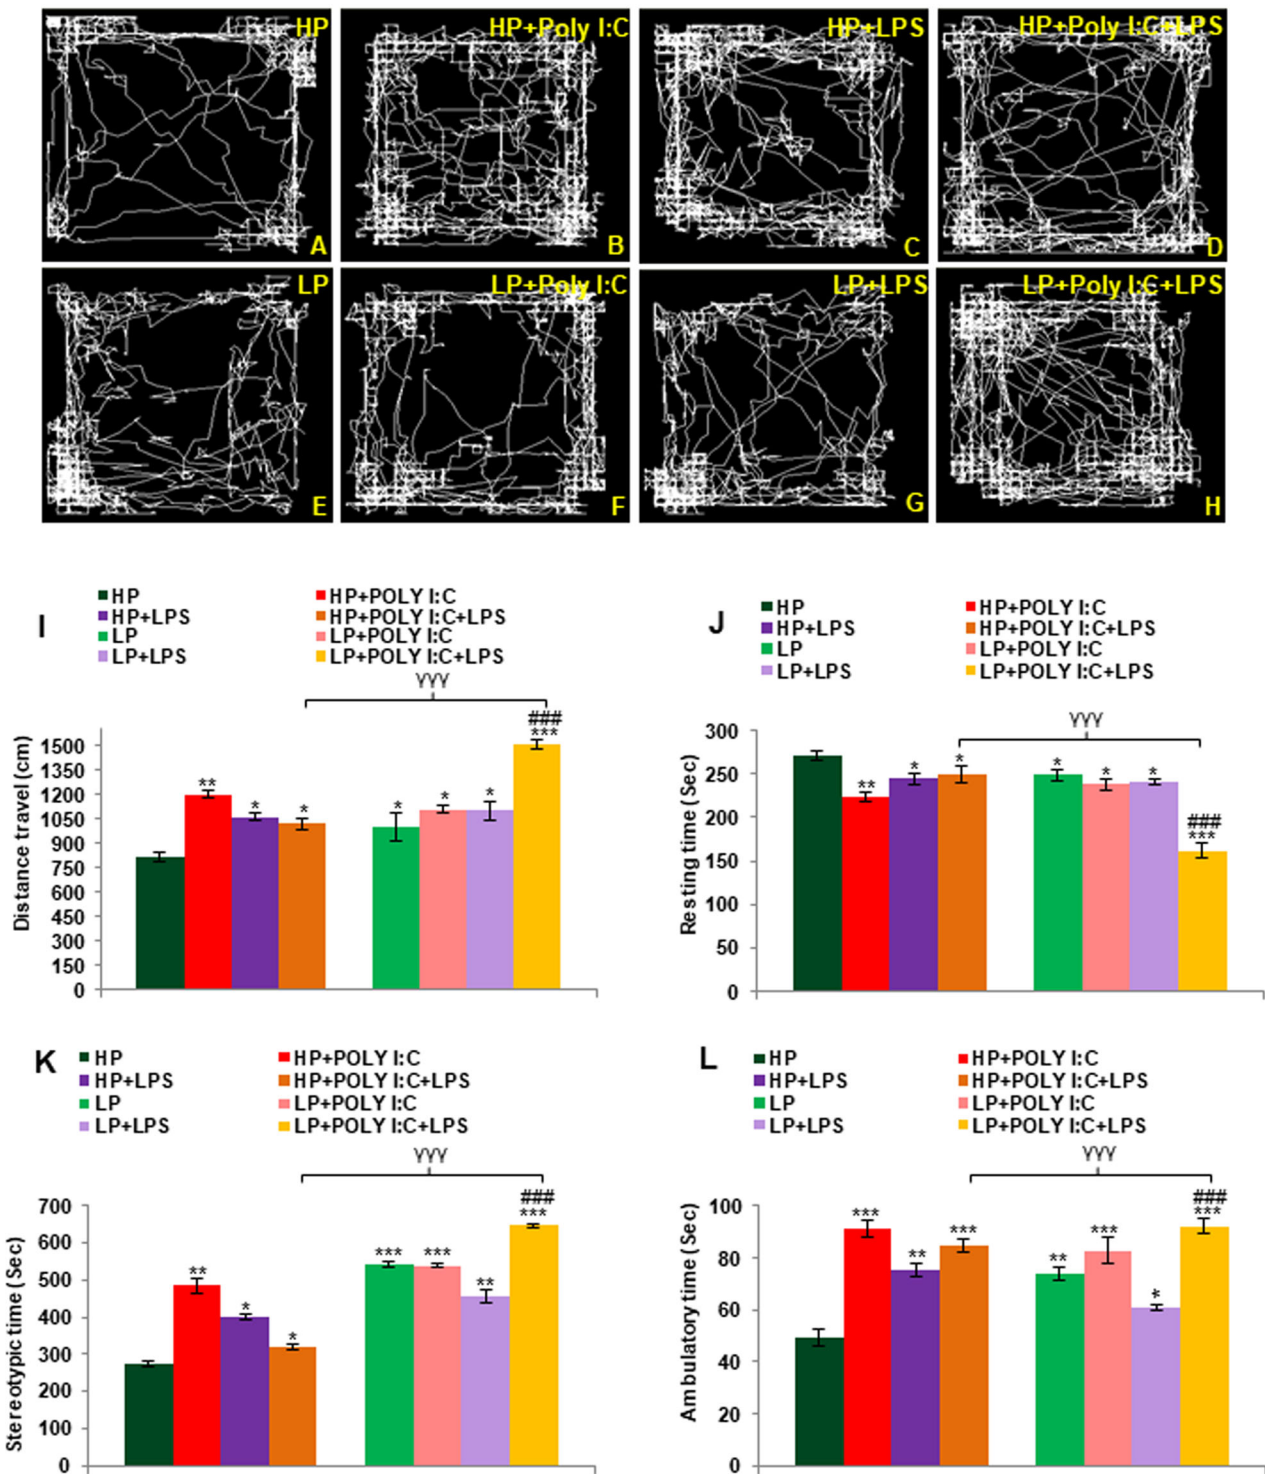 HP HP+Poly I:C HP+LPS HP+Poly I:C+LPS
A B C D
LP LP+Poly I:C LP+LPS LP+Poly I:C+LPS
E F G H
I
HP HP+POLY I:C
HP+LPS HP+POLY I:C+LPS
LP LP+POLY I:C
LP+LPS LP+POLY I:C+LPS
γγγ
###
***
** * * * * *
Distance travel (cm)
1500
1350
1200
1050
900
750
600
450
300
150
0
J
HP HP+POLY I:C
HP+LPS HP+POLY I:C+LPS
LP LP+POLY I:C
LP+LPS LP+POLY I:C+LPS
γγγ
** * * * * *
###
***
Resting time (Sec)
300
250
200
150
100
50
0
K
HP HP+POLY I:C
HP+LPS HP+POLY I:C+LPS
LP LP+POLY I:C
LP+LPS LP+POLY I:C+LPS
γγγ
###
***
** * * *** *** **
Stereotypic time (Sec)
700
600
500
400
300
200
100
0
L
HP HP+POLY I:C
HP+LPS HP+POLY I:C+LPS
LP LP+POLY I:C
LP+LPS LP+POLY I:C+LPS
γγγ
###
***
*** ** *** ** *** *
Ambulatory time (Sec)
100
80
60
40
20
0